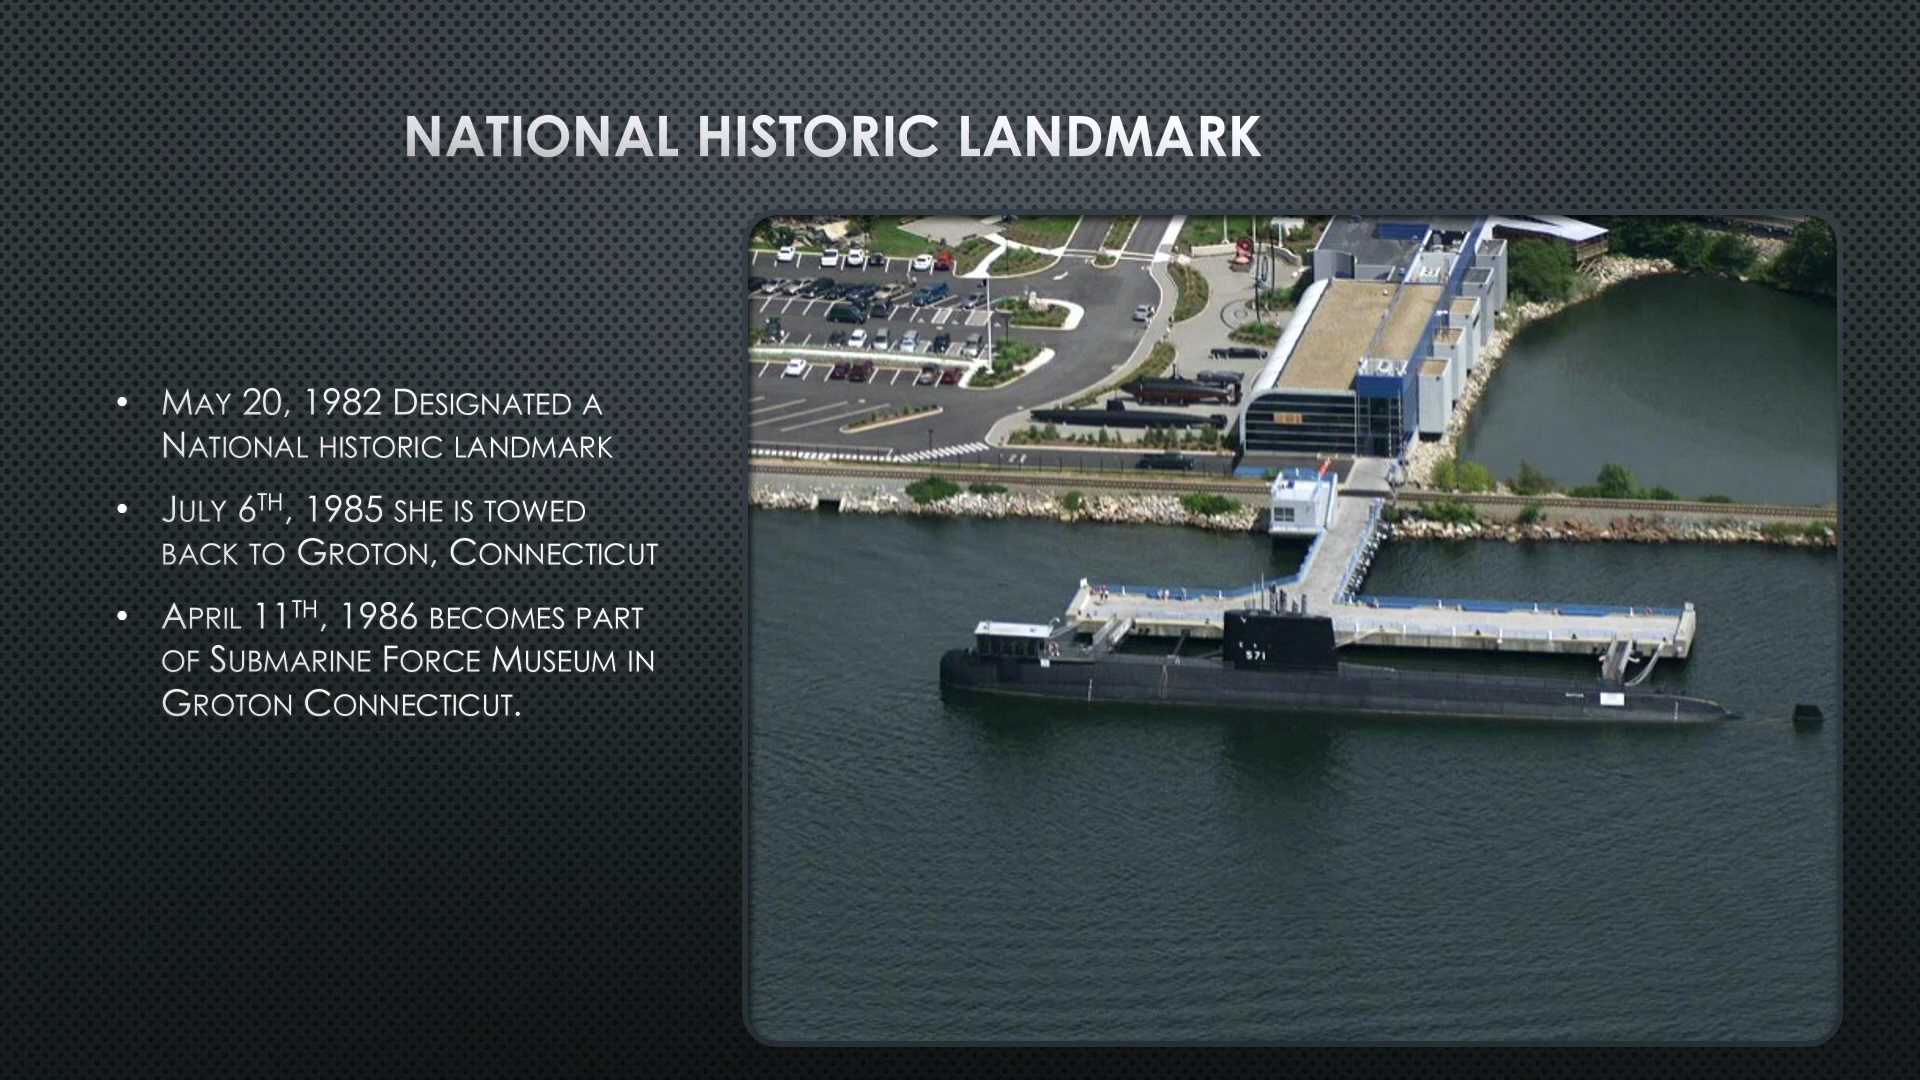 NATIONAL HISTORIC LANDMARK
• May 20, 1982 Designated a
National historic landmark
• July 6TH, 1985 she is towed
back to Groton, Connecticut
• April 11TH, 1986 becomes part
of Submarine Force Museum in
Groton Connecticut.
571